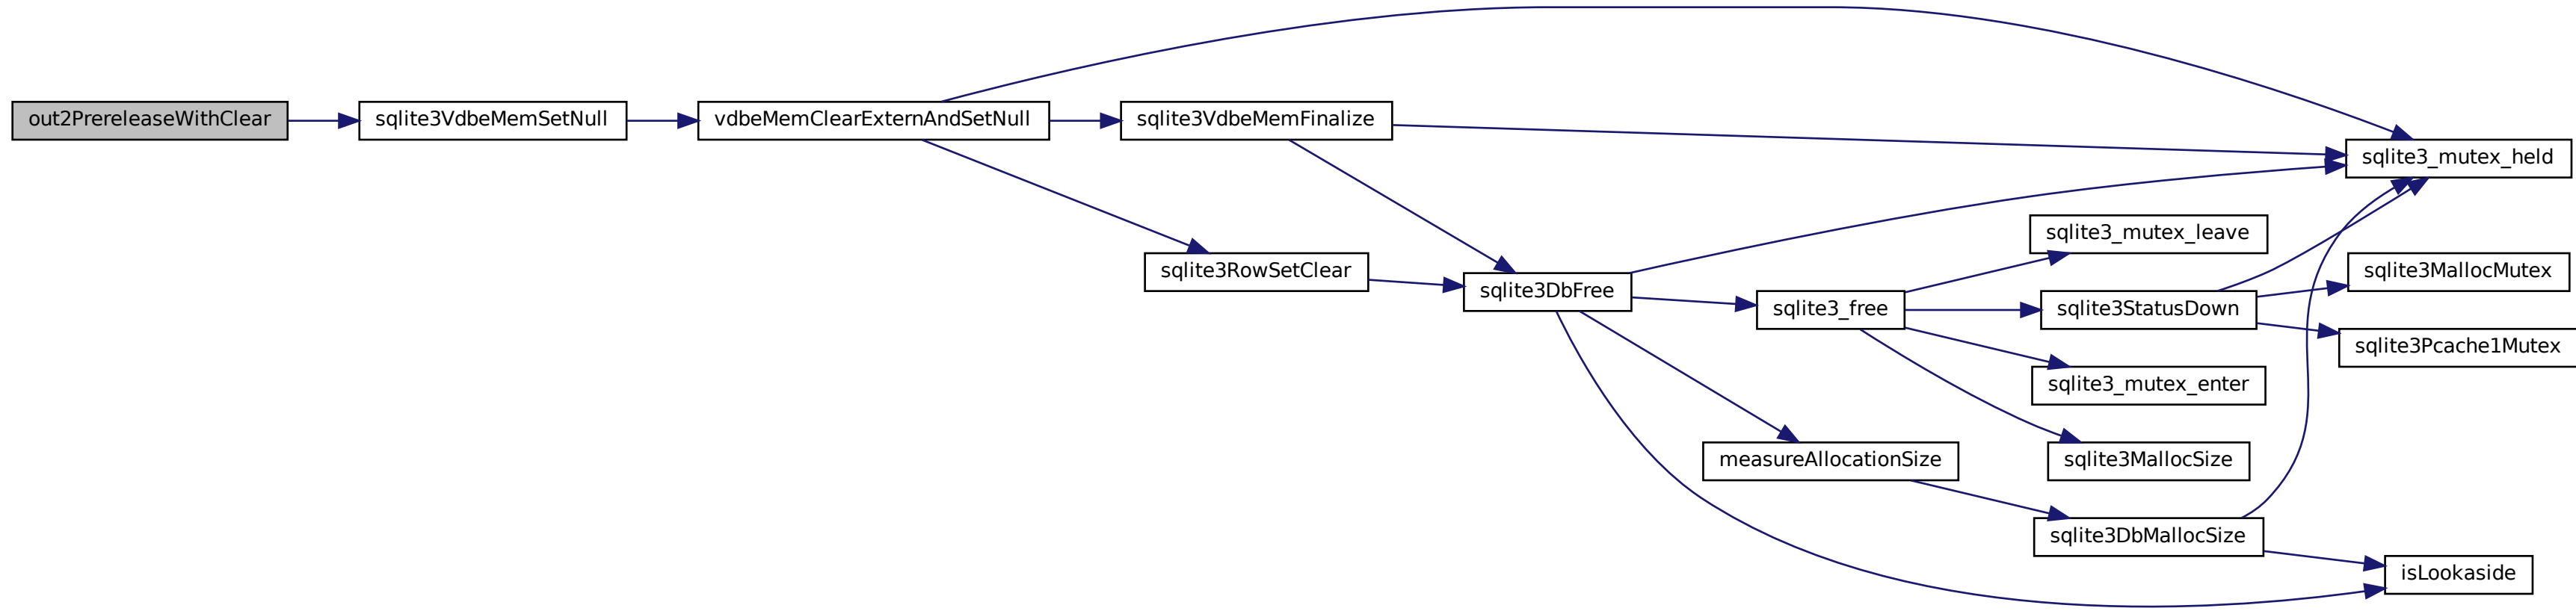 out2PrereleaseWithClear
sqlite3VdbeMemSetNull
vdbeMemClearExternAndSetNull
sqlite3VdbeMemFinalize
sqlite3_mutex_held
sqlite3_mutex_leave
sqlite3RowSetClear
sqlite3MallocMutex
sqlite3DbFree
sqlite3_free
sqlite3StatusDown
sqlite3Pcache1Mutex
sqlite3_mutex_enter
measureAllocationSize
sqlite3MallocSize
sqlite3DbMallocSize
isLookaside